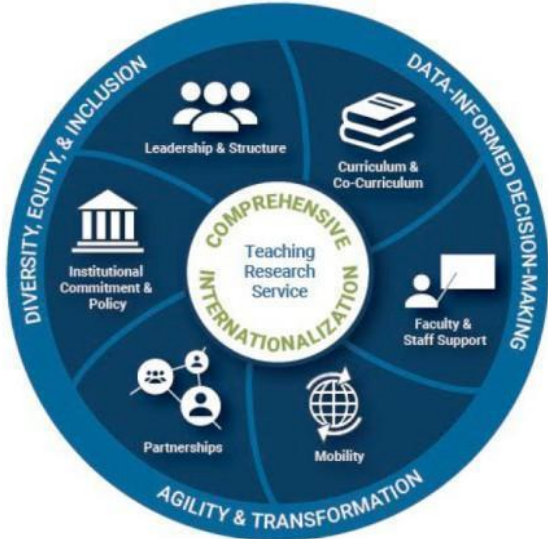 DIVERSITY, EQUITY, & INCLUSION
DATA-INFORMED DECISION-MAKING
Leadership & Structure
Curriculum &
Co-Curriculum
COMPREHENSIVE
Teaching
Research
Service
INTERNATIONALIZATION
Institutional
Commitment &
Policy
Faculty &
Staff Support
Partnerships
Mobility
AGILITY & TRANSFORMATION